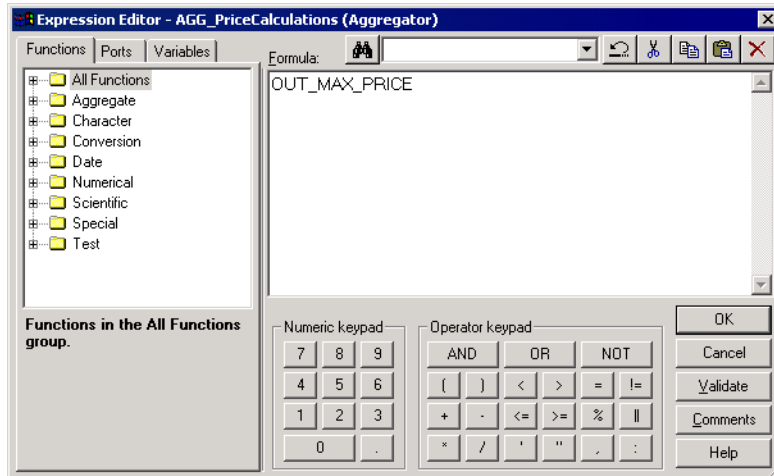 Expression Editor - AGG_PriceCalculations (Aggregator)
Functions Ports Variables
Formula:
OUT_MAX_PRICE
All Functions
Aggregate
Character
Conversion
Date
Numerical
Scientific
Special
Test
Functions in the All Functions
group.
Numeric keypad
7 8 9
4 5 6
1 2 3
0 .
Operator keypad
AND OR NOT
( ) < > = !=
+ - <= >= % ||
* / ' " , :
OK
Cancel
Validate
Comments
Help